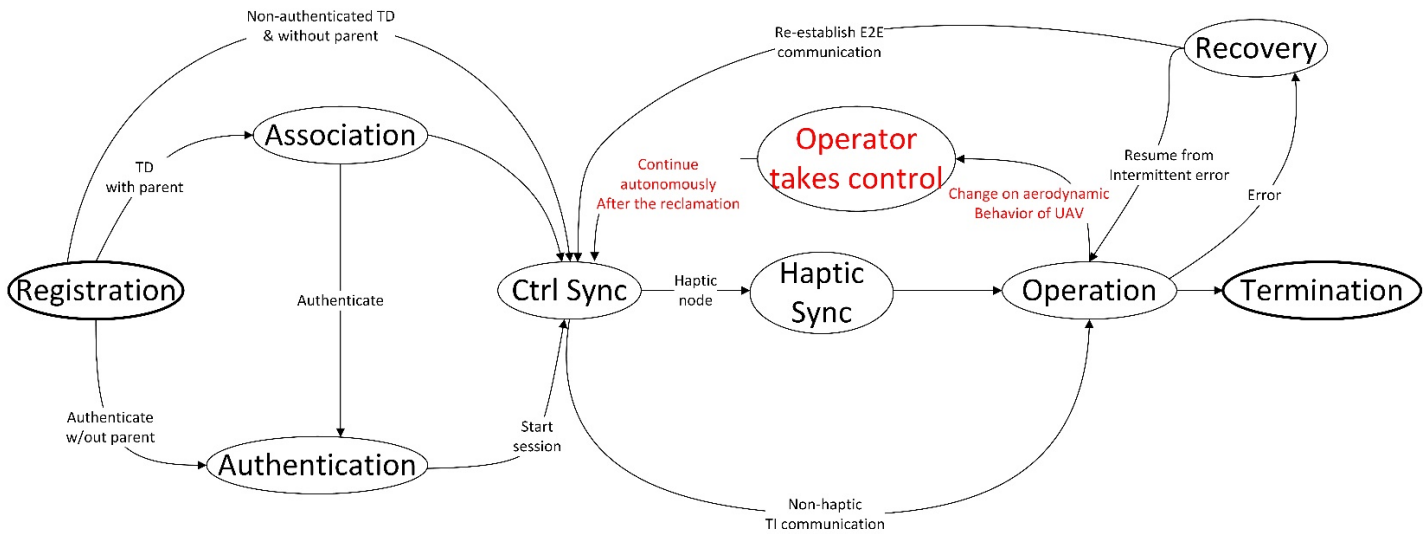 Non-authenticated TD
& without parent
Re-establish E2E
communication
Recovery
Association
Operator
takes control
TD
with parent
Continue
autonomously
After the reclamation
Change on aerodynamic
Behavior of UAV
Resume from
Intermittent error
Error
Registration
Authenticate
Ctrl Sync
Haptic
node
Haptic
Sync
Operation
Termination
Authenticate
w/out parent
Authentication
Start
session
Non-haptic
TI communication